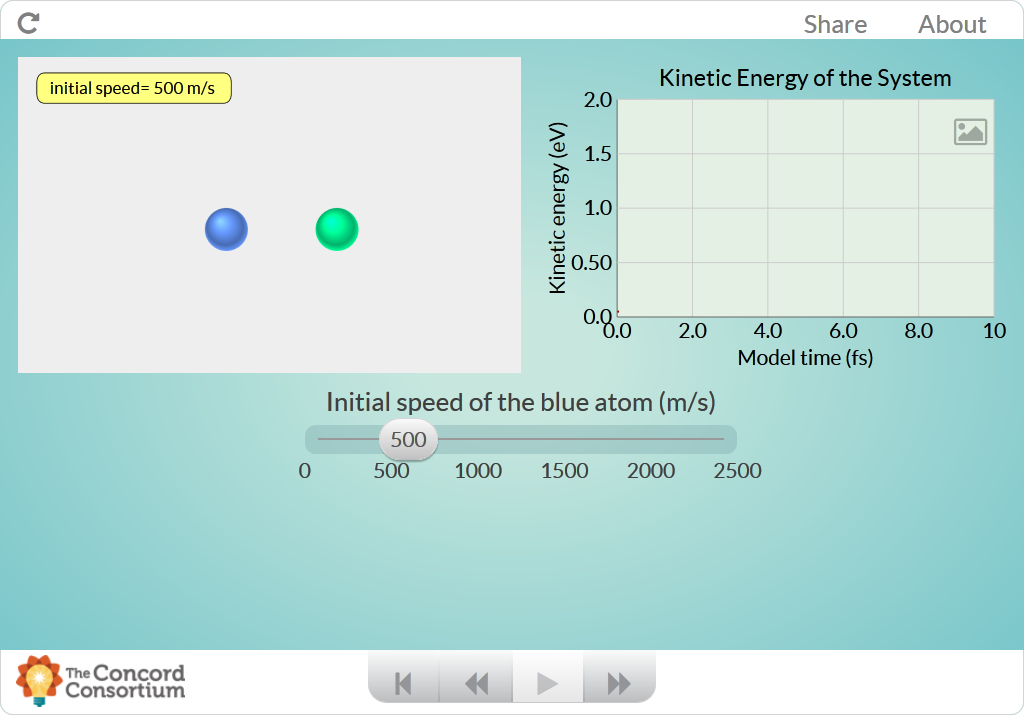 Share About
initial speed= 500 m/s
Kinetic Energy of the System
Kinetic energy (eV)
2.0
1.5
1.0
0.50
0.0
0.0 2.0 4.0 6.0 8.0 10
Model time (fs)
Initial speed of the blue atom (m/s)
500
0 500 1000 1500 2000 2500
The Concord
Consortium